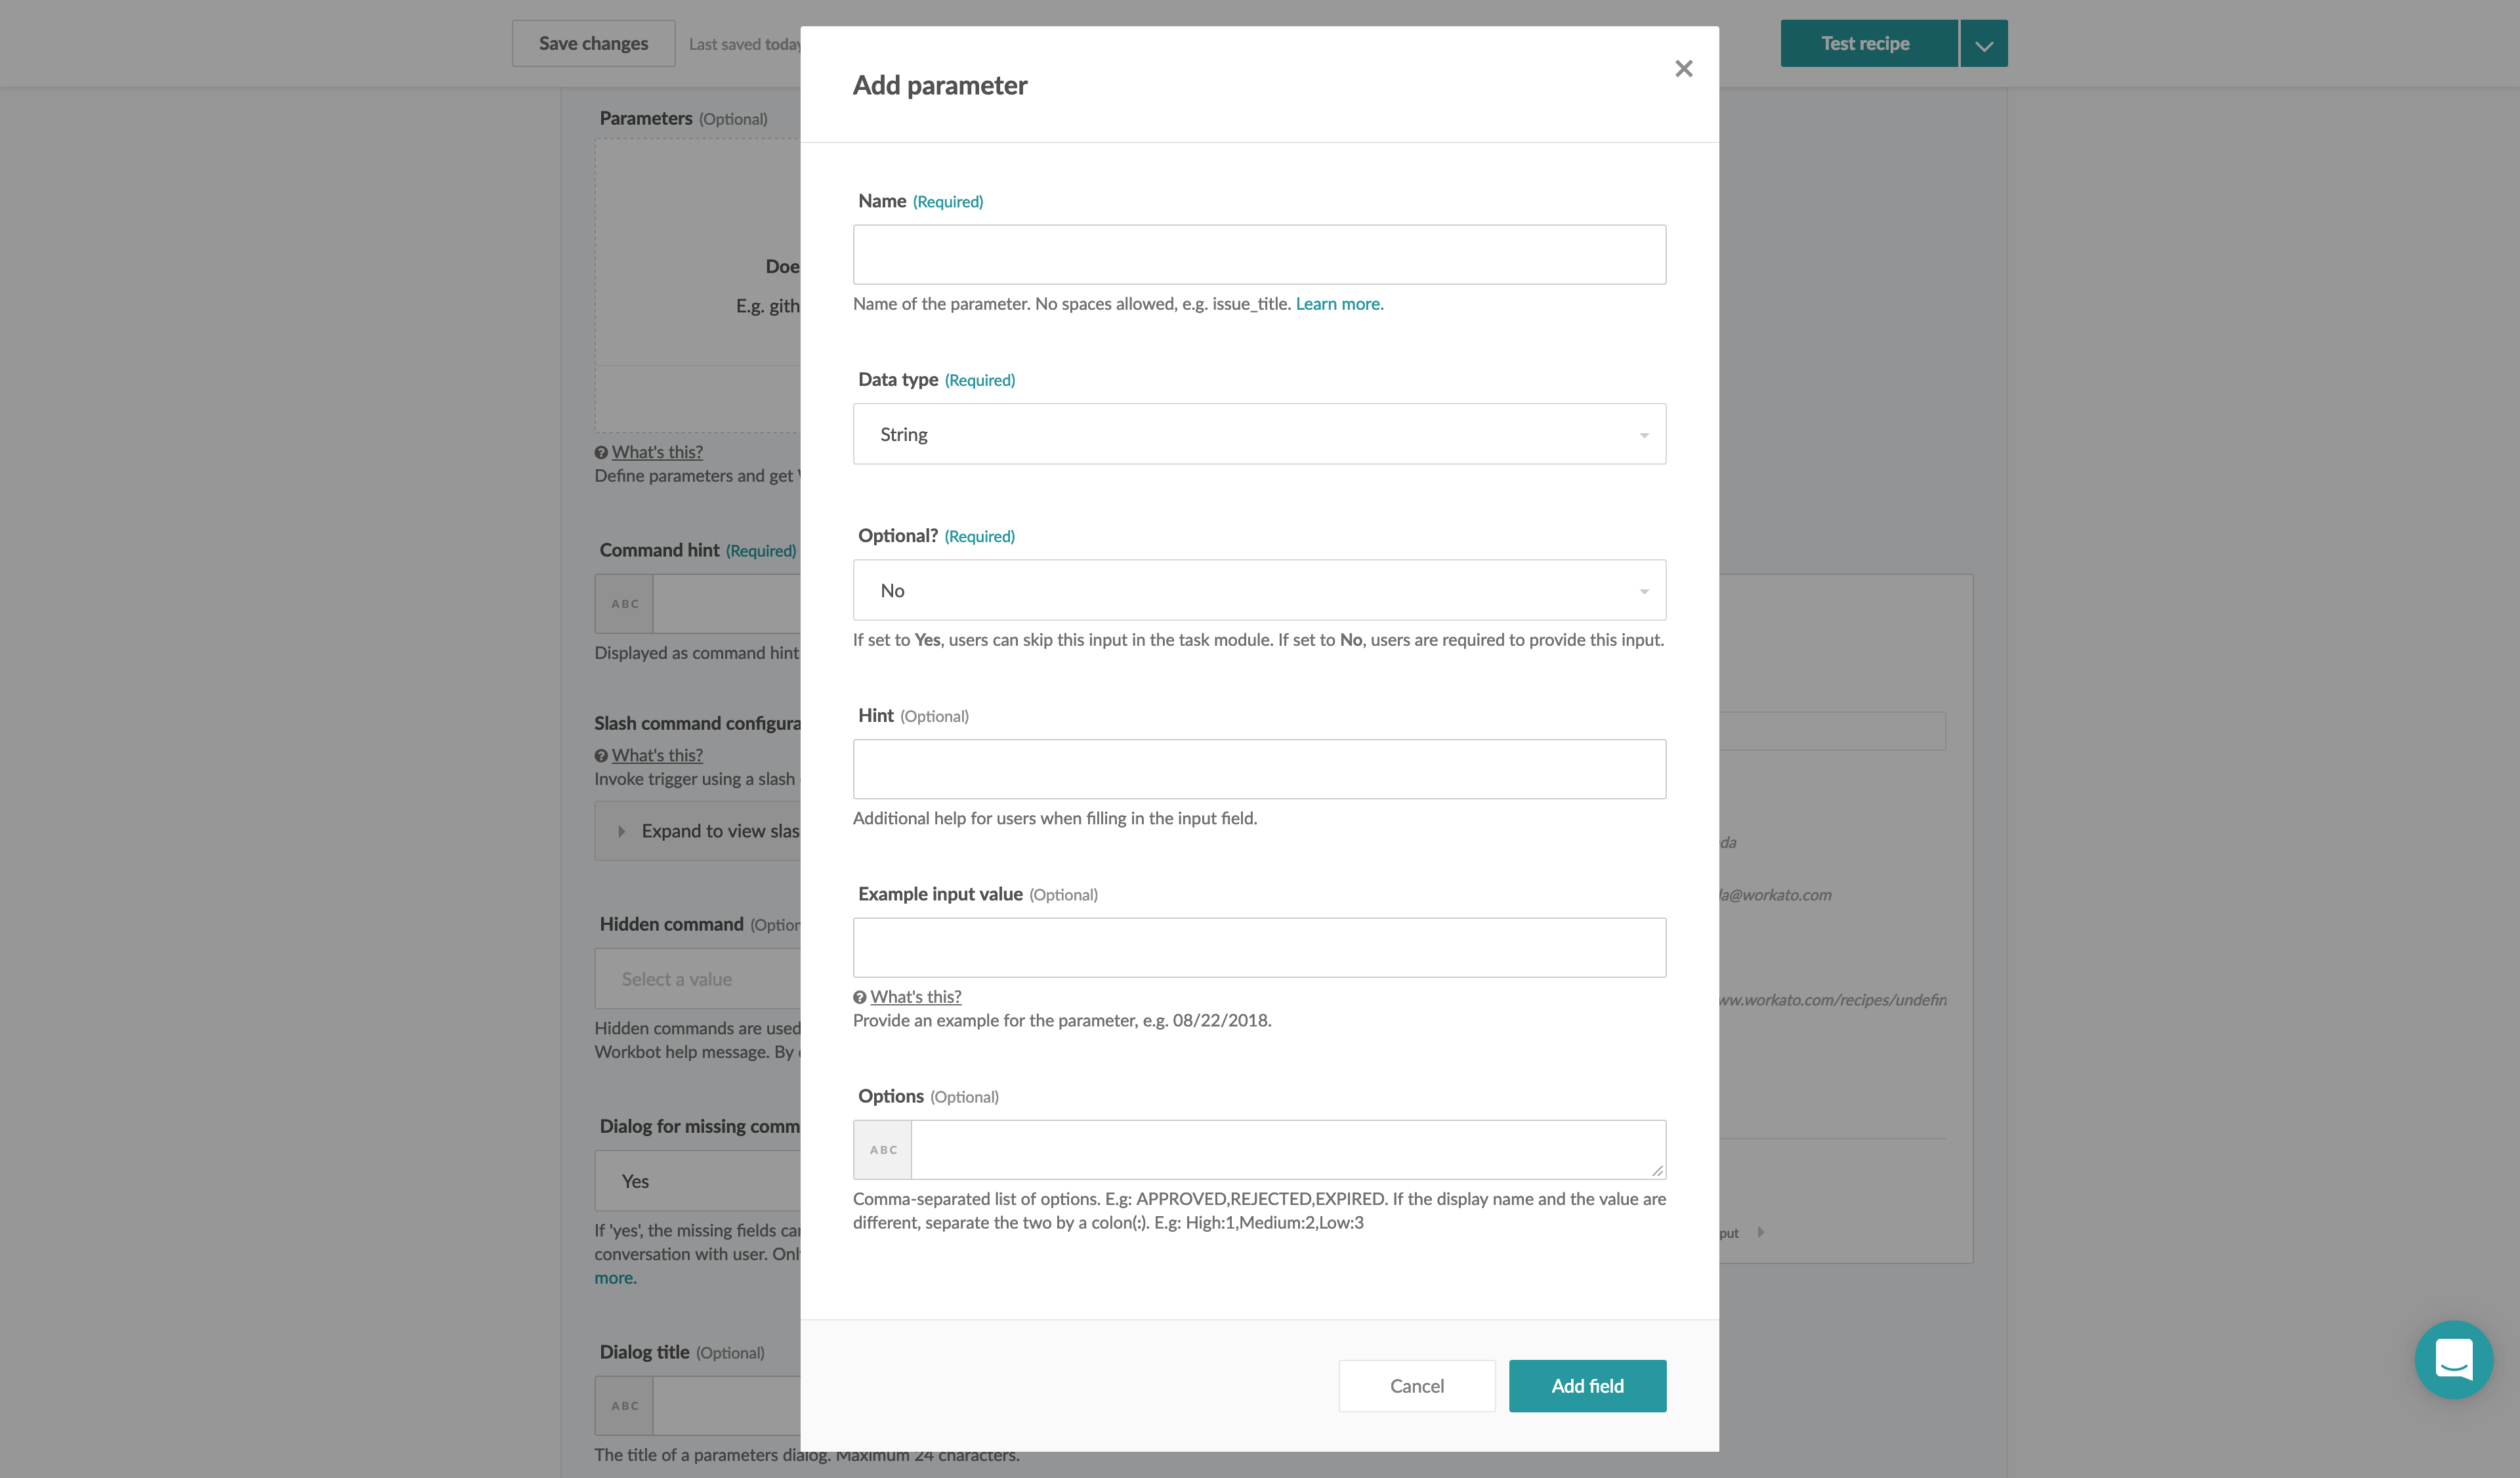 Save changes
Last saved today
Test recipe
Add parameter
Parameters (Optional)
Doe
E.g. gith
What's this?
Define parameters and get
Command hint (Required)
ABC
Displayed as command hint
Slash command configura
What's this?
Invoke trigger using a slash
Expand to view slas
Hidden command (Option
Select a value
Hidden commands are used
Workbot help message. By
Dialog for missing comm
Yes
If 'yes', the missing fields can
conversation with user. Onl
more.
Dialog title (Optional)
ABC
The title of a parameters dialog. Maximum 24 characters.
Name (Required)
Name of the parameter. No spaces allowed, e.g. issue_title. Learn more.
Data type (Required)
String
Optional? (Required)
No
If set to Yes, users can skip this input in the task module. If set to No, users are required to provide this input.
Hint (Optional)
Additional help for users when filling in the input field.
Example input value (Optional)
What's this?
Provide an example for the parameter, e.g. 08/22/2018.
Options (Optional)
ABC
Comma-separated list of options. E.g: APPROVED,REJECTED,EXPIRED. If the display name and the value are
different, separate the two by a colon(:). E.g: High:1,Medium:2,Low:3
Cancel
Add field
da
la@workato.com
ww.workato.com/recipes/undefin
put